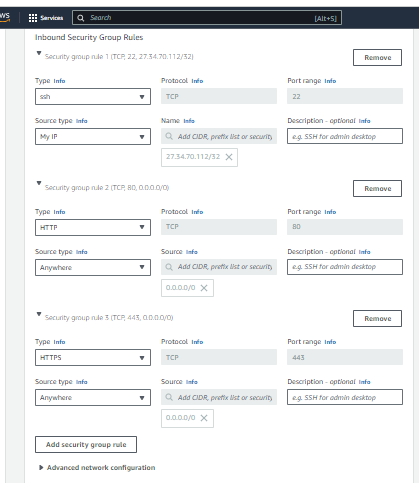 WS Services Search [Alt+S]
Inbound Security Group Rules
Security group rule 1 (TCP, 22, 27.34.70.112/32) Remove
Type Info Protocol Info Port range Info
ssh TCP 22
Source type Info Name Info Description - optional Info
My IP Add CIDR, prefix list or security e.g. SSH for admin desktop
27.34.70.112/32
Security group rule 2 (TCP, 80, 0.0.0.0/0) Remove
Type Info Protocol Info Port range Info
HTTP TCP 80
Source type Info Source Info Description - optional Info
Anywhere Add CIDR, prefix list or security e.g. SSH for admin desktop
0.0.0.0/0
Security group rule 3 (TCP, 443, 0.0.0.0/0) Remove
Type Info Protocol Info Port range Info
HTTPS TCP 443
Source type Info Source Info Description - optional Info
Anywhere Add CIDR, prefix list or security e.g. SSH for admin desktop
0.0.0.0/0
Add security group rule
Advanced network configuration